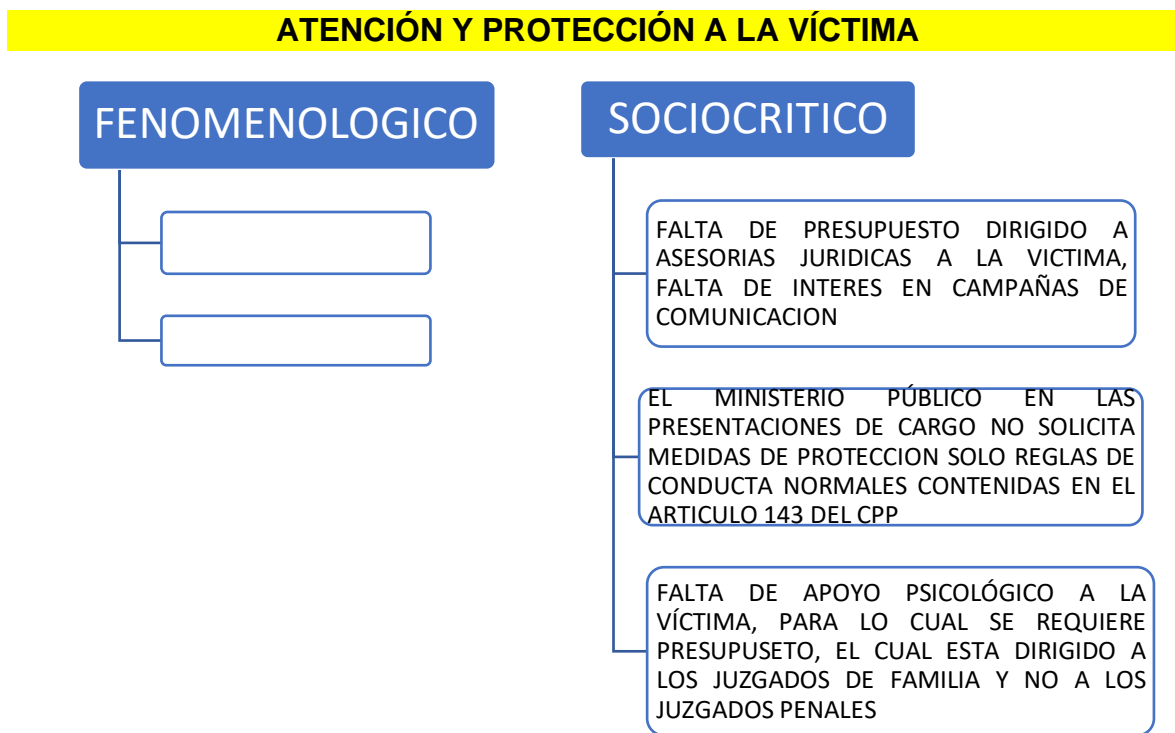 ATENCIÓN Y PROTECCIÓN A LA VÍCTIMA
FENOMENOLOGICO
SOCIOCRITICO
FALTA DE PRESUPUESTO DIRIGIDO A
ASESORIAS JURIDICAS A LA VICTIMA,
FALTA DE INTERES EN CAMPAÑAS DE
COMUNICACION
EL MINISTERIO PÚBLICO EN LAS
PRESENTACIONES DE CARGO NO SOLICITA
MEDIDAS DE PROTECCION SOLO REGLAS DE
CONDUCTA NORMALES CONTENIDAS EN EL
ARTICULO 143 DEL CPP
FALTA DE APOYO PSICOLÓGICO A LA
VÍCTIMA, PARA LO CUAL SE REQUIERE
PRESUPUSETO, EL CUAL ESTA DIRIGIDO A
LOS JUZGADOS DE FAMILIA Y NO A LOS
JUZGADOS PENALES